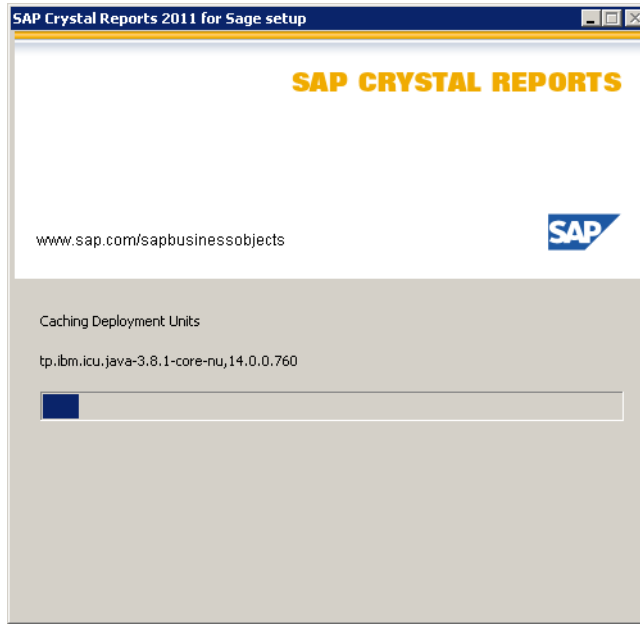 SAP Crystal Reports 2011 for Sage setup
SAP CRYSTAL REPORTS
www.sap.com/sapbusinessobjects
SAP
Caching Deployment Units
tp.ibm.icu.java-3.8.1-core-nu,14.0.0.760